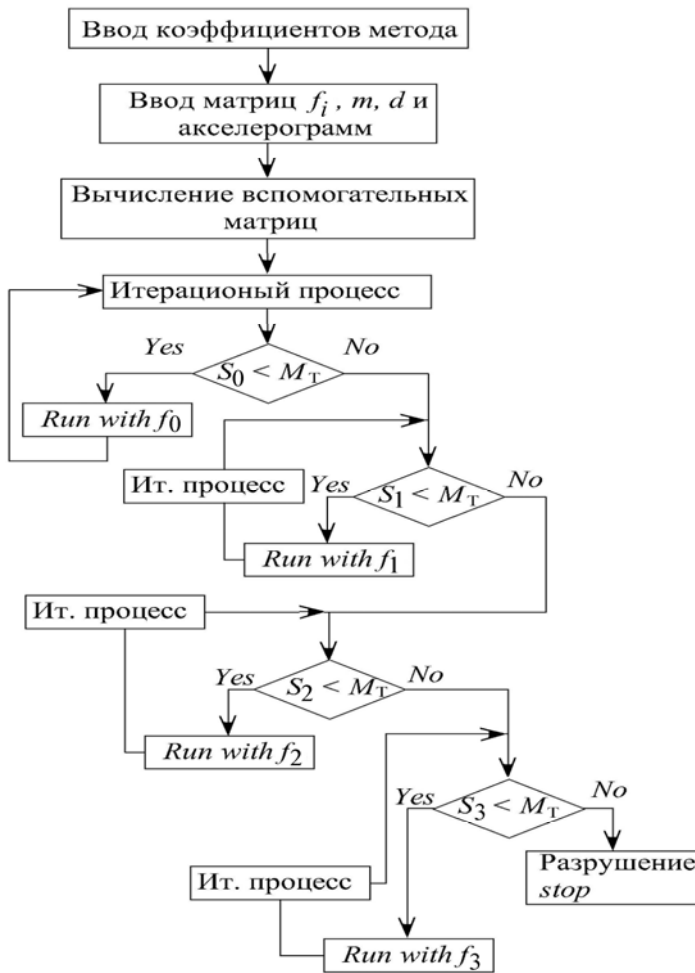 Ввод коэффициентов метода
Ввод матриц f_i , m, d и
акселерограмм
Вычисление вспомогательных
матриц
Итерационый процесс
Yes
No
S_0 < M_T
Run with f_0
Ит. процесс
Yes
S_1 < M_T
No
Run with f_1
Ит. процесс
Yes
S_2 < M_T
No
Run with f_2
Yes
S_3 < M_T
No
Ит. процесс
Разрушение
stop
Run with f_3